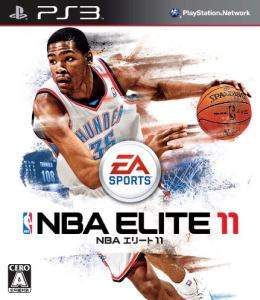 PS3
PlayStation.Network
SPALDING
THUNDER
35
EA
SPORTS
NBA ELITE 11
NBA エリート 11
CERO
A